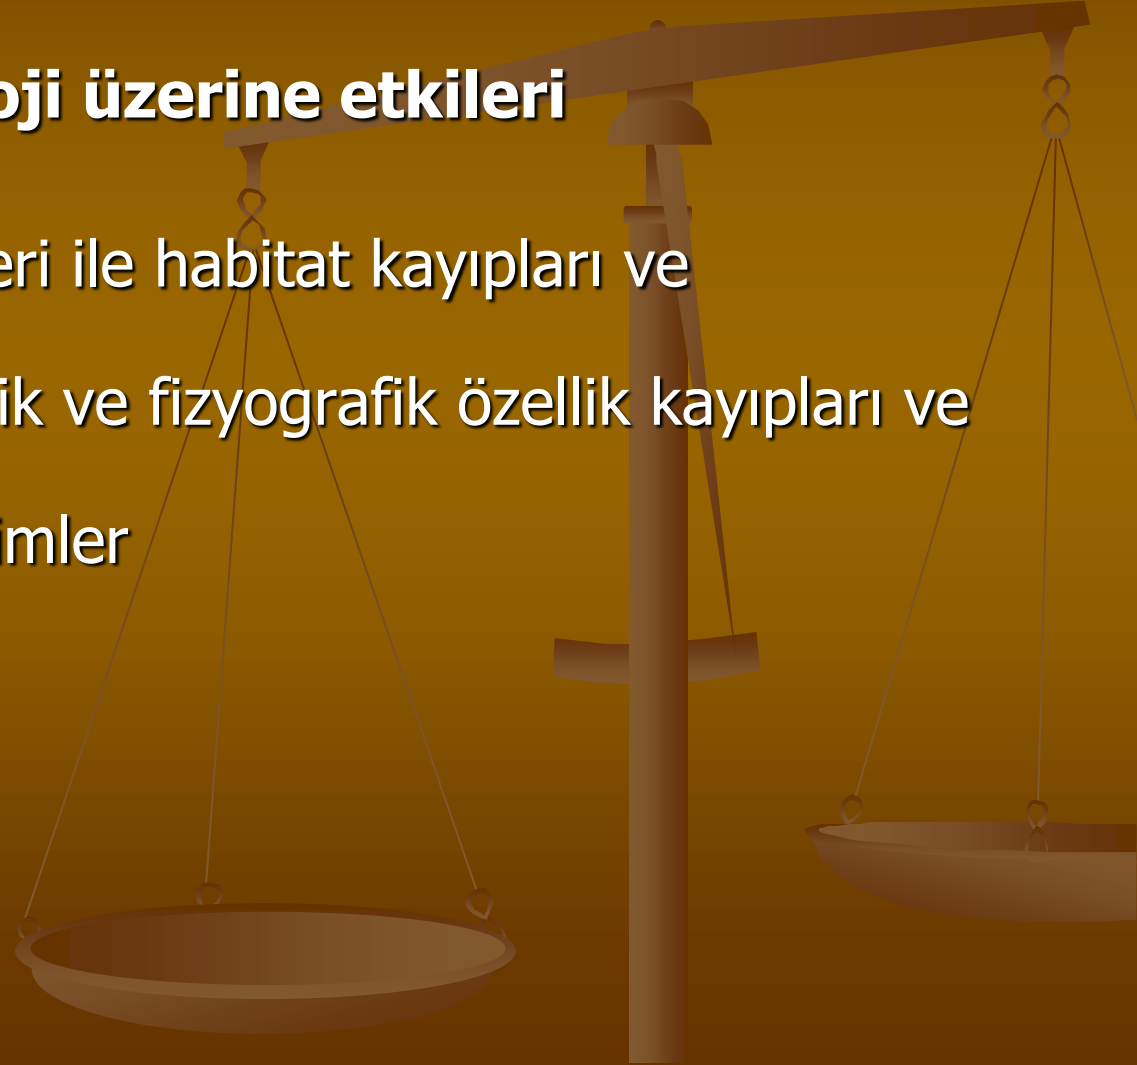 oji üzerine etkileri
eri ile habitat kayıpları ve
ik ve fizyografik özellik kayıpları ve
imler